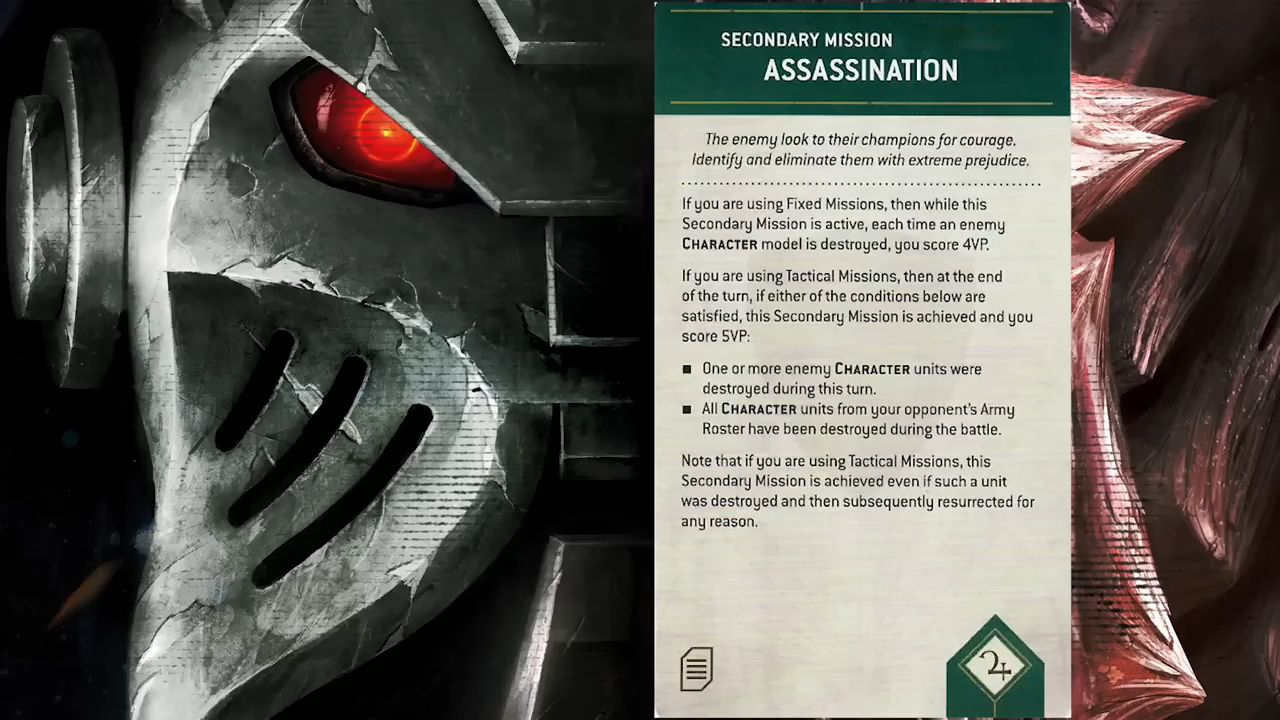 SECONDARY MISSION
ASSASSINATION
The enemy look to their champions for courage.
Identify and eliminate them with extreme prejudice.
If you are using Fixed Missions, then while this
Secondary Mission is active, each time an enemy
CHARACTER model is destroyed, you score 4VP.
If you are using Tactical Missions, then at the end
of the turn, if either of the conditions below are
satisfied, this Secondary Mission is achieved and you
score 5VP:
■ One or more enemy CHARACTER units were
destroyed during this turn.
■ All CHARACTER units from your opponent's Army
Roster have been destroyed during the battle.
Note that if you are using Tactical Missions, this
Secondary Mission is achieved even if such a unit
was destroyed and then subsequently resurrected for
any reason.